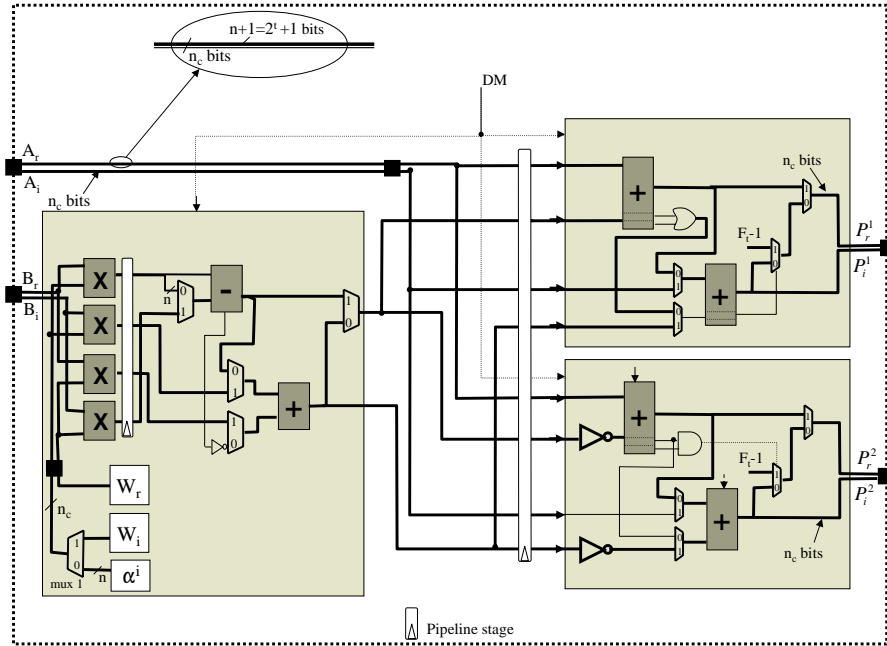 n+1=2ᵗ+1 bits
n_c bits
DM
A_r
A_i
n_c bits
n_c bits
+
1
0
P_r^1
P_i^1
F_t-1
1
0
0
1
+
0
1
B_r
B_i
X
n
0
1
-
1
0
X
X
0
1
+
X
1
0
W_r
n_c
W_i
1
0
n
α^i
mux 1
+
1
0
P_r^2
P_i^2
F_t-1
1
0
0
1
+
0
1
n_c bits
Pipeline stage